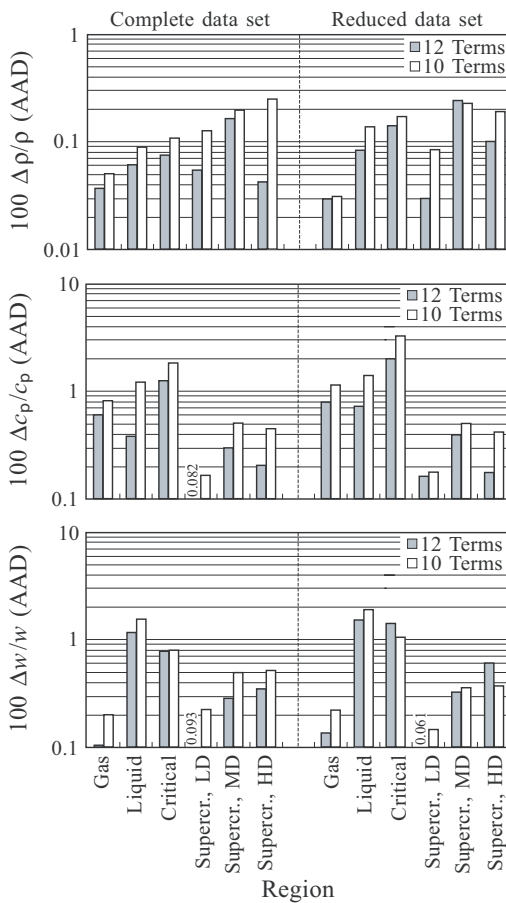 Complete data set Reduced data set
100 Δρ/ρ (AAD)
1
0.1
0.01
12 Terms
10 Terms
100 Δcp/cp (AAD)
10
1
0.1
12 Terms
10 Terms
0.082
100 Δw/w (AAD)
10
1
0.1
12 Terms
10 Terms
0.093
0.061
Gas
Liquid
Critical
Supercr., LD
Supercr., MD
Supercr., HD
Gas
Liquid
Critical
Supercr., LD
Supercr., MD
Supercr., HD
Region